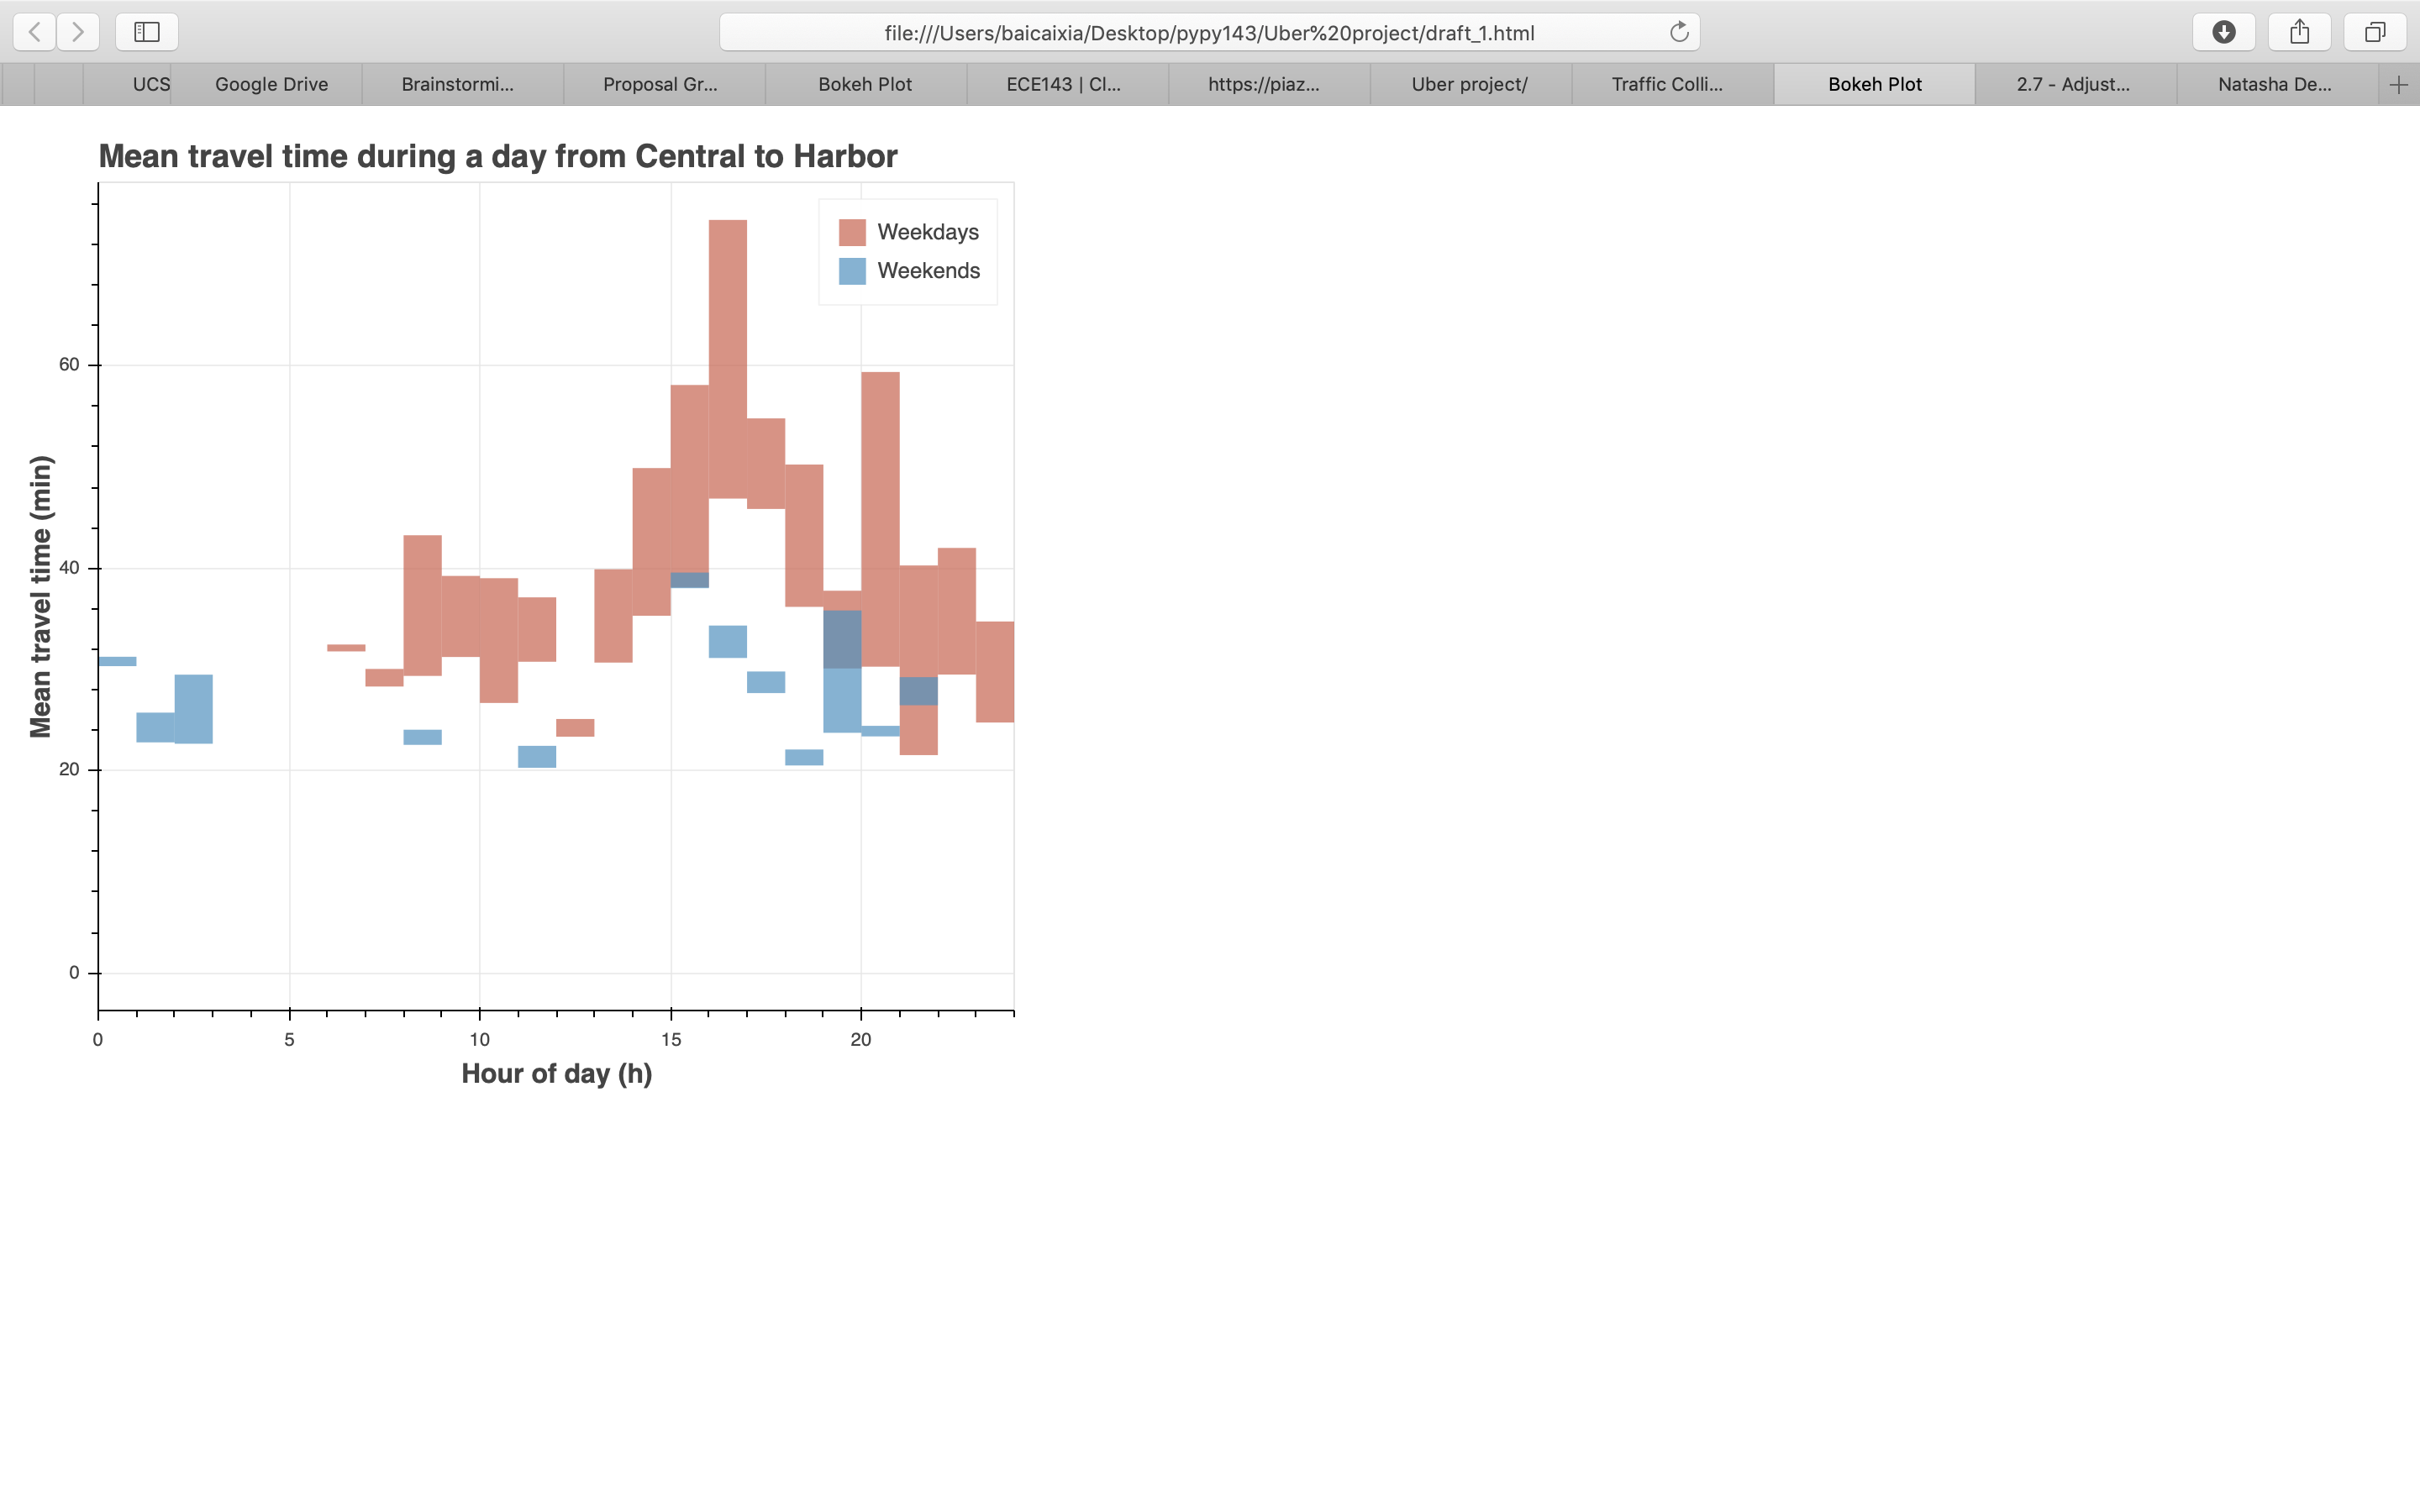 file:///Users/baicaixia/Desktop/pypy143/Uber%20project/draft_1.html
UCS Google Drive Brainstormi... Proposal Gr... Bokeh Plot ECE143 | Cl... https://piaz... Uber project/ Traffic Colli... Bokeh Plot 2.7 - Adjust... Natasha De...
Mean travel time during a day from Central to Harbor
Weekdays
Weekends
60
40
20
0
Mean travel time (min)
0 5 10 15 20
Hour of day (h)